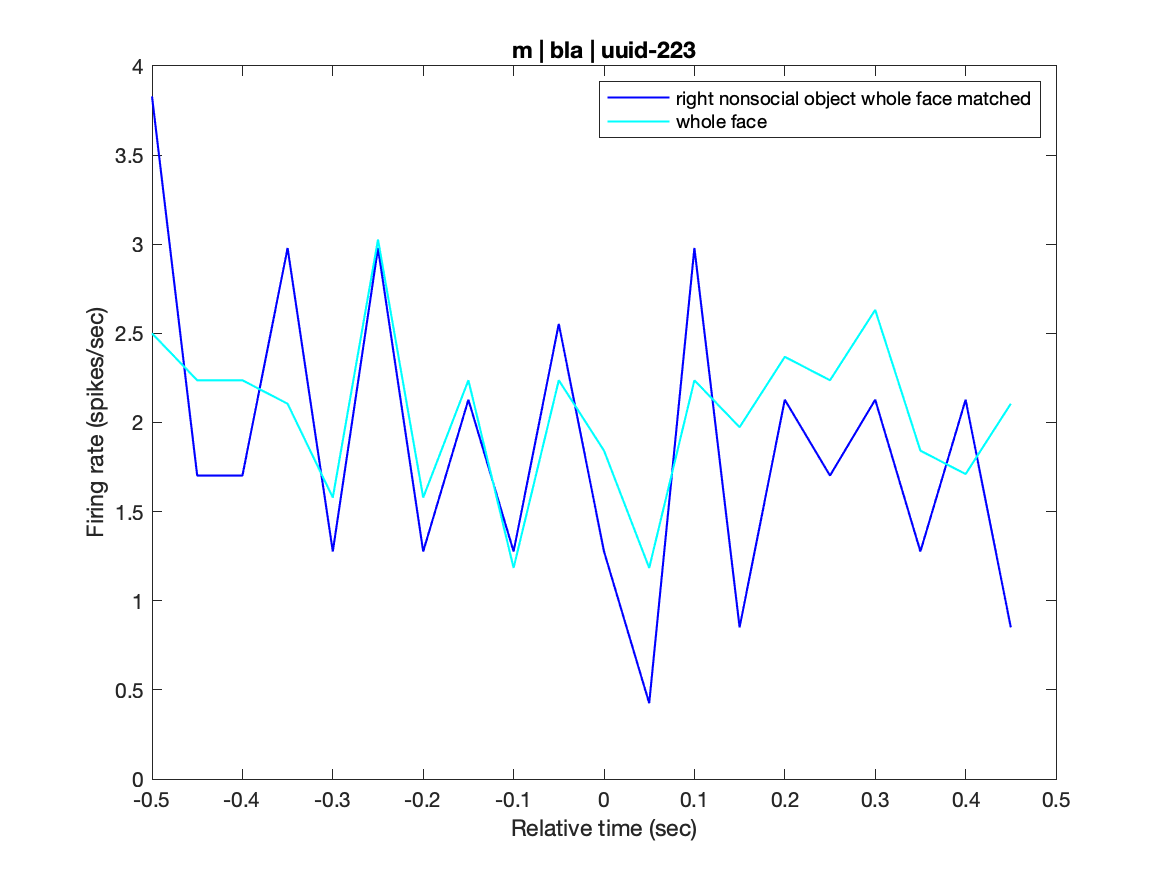 m | bla | uuid-223
right nonsocial object whole face matched
whole face
4
3.5
3
2.5
2
1.5
1
0.5
0
Firing rate (spikes/sec)
-0.5 -0.4 -0.3 -0.2 -0.1 0 0.1 0.2 0.3 0.4 0.5
Relative time (sec)